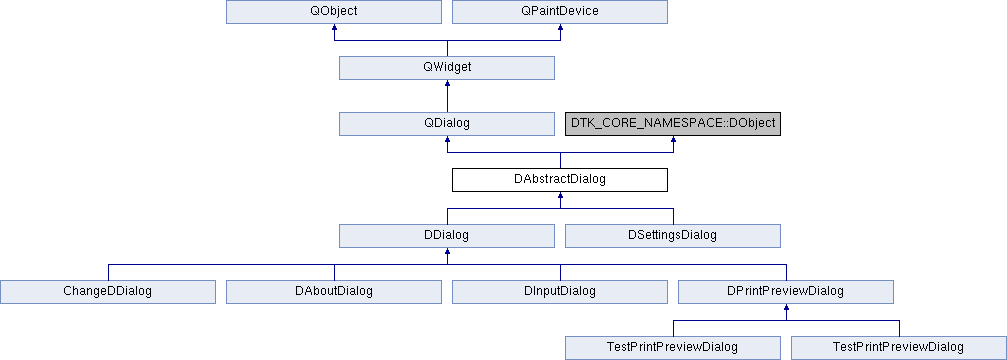 QObject
QPaintDevice
QWidget
QDialog
DTK_CORE_NAMESPACE::DObject
DAbstractDialog
DDialog
DSettingsDialog
ChangeDDialog
DAboutDialog
DInputDialog
DPrintPreviewDialog
TestPrintPreviewDialog
TestPrintPreviewDialog